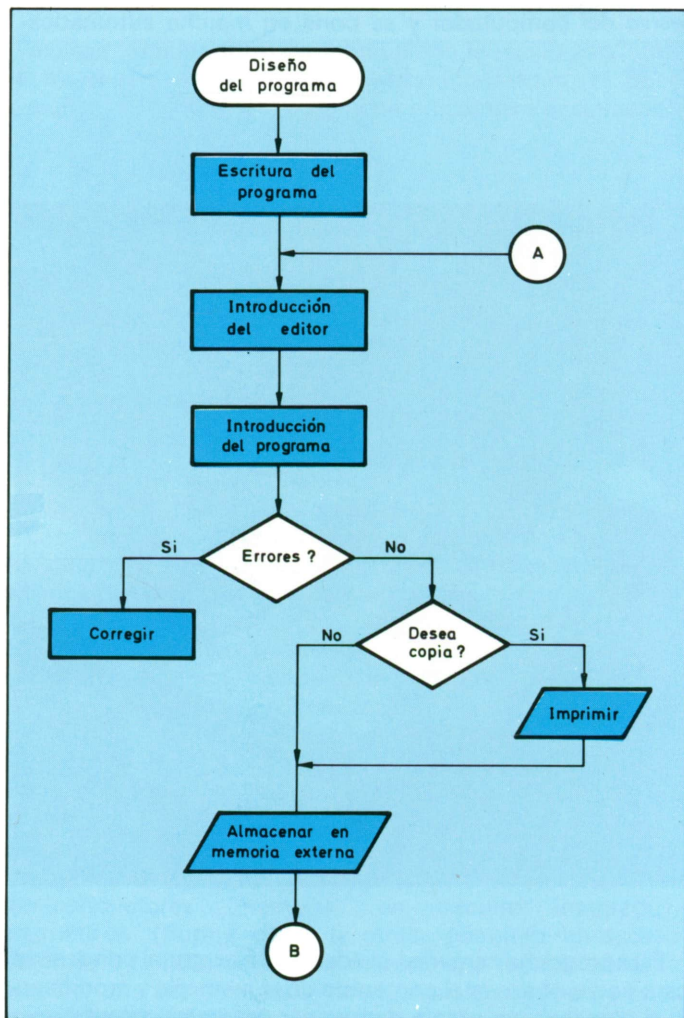 Diseño
del programa
Escritura del
programa
A
Introducción
del editor
Introducción
del programa
Errores ?
Si
No
Corregir
Desea
copia ?
No
Si
Imprimir
Almacenar en
memoria externa
B